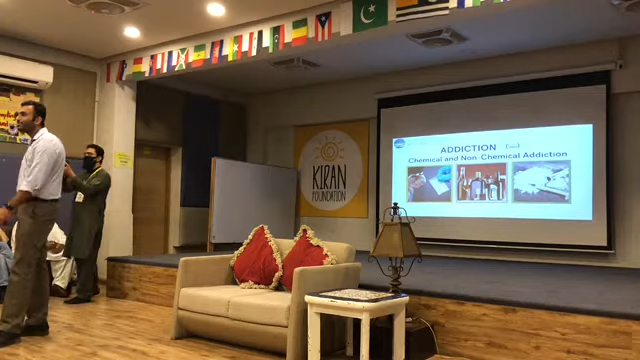 KIRAN
FOUNDATION
ADDICTION
Chemical and Non-Chemical Addiction